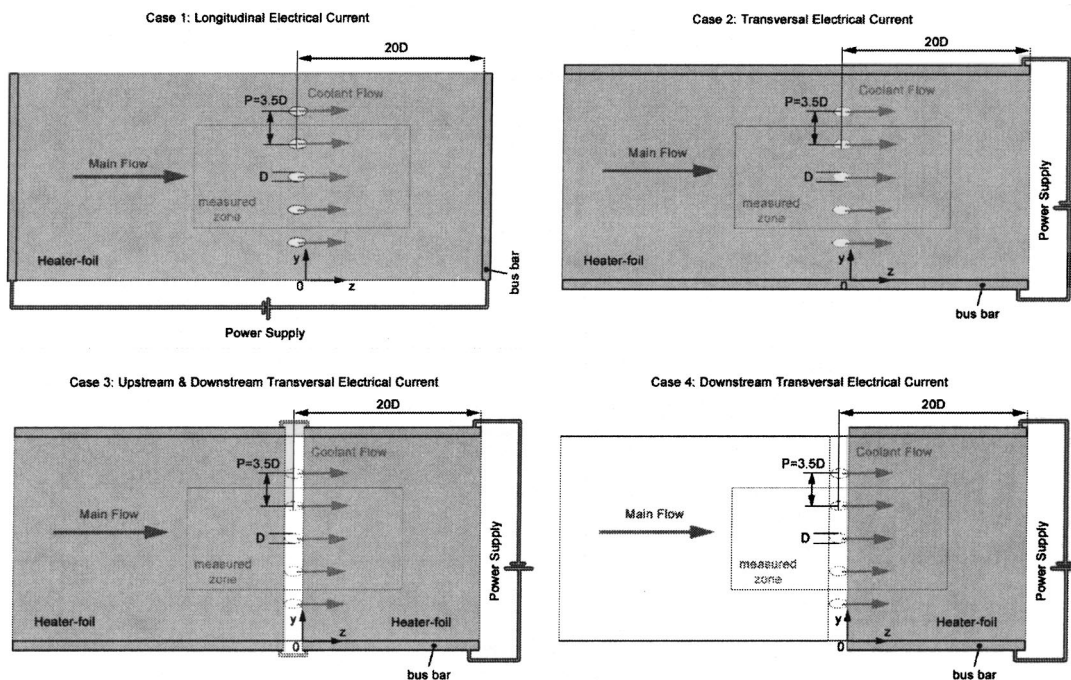 Case 1: Longitudinal Electrical Current
20D
P=3.5D
Coolant Flow
Main Flow
D
measured
zone
Heater-foil
y
0
z
bus bar
Power Supply
Case 2: Transversal Electrical Current
20D
P=3.5D
Coolant Flow
Main Flow
D
measured
zone
Heater-foil
y
0
z
bus bar
Power Supply
Case 3: Upstream & Downstream Transversal Electrical Current
20D
P=3.5D
Coolant Flow
Main Flow
D
measured
zone
Heater-foil
y
0
z
Heater-foil
bus bar
Power Supply
Case 4: Downstream Transversal Electrical Current
20D
P=3.5D
Coolant Flow
Main Flow
D
measured
zone
y
0
z
Heater-foil
bus bar
Power Supply